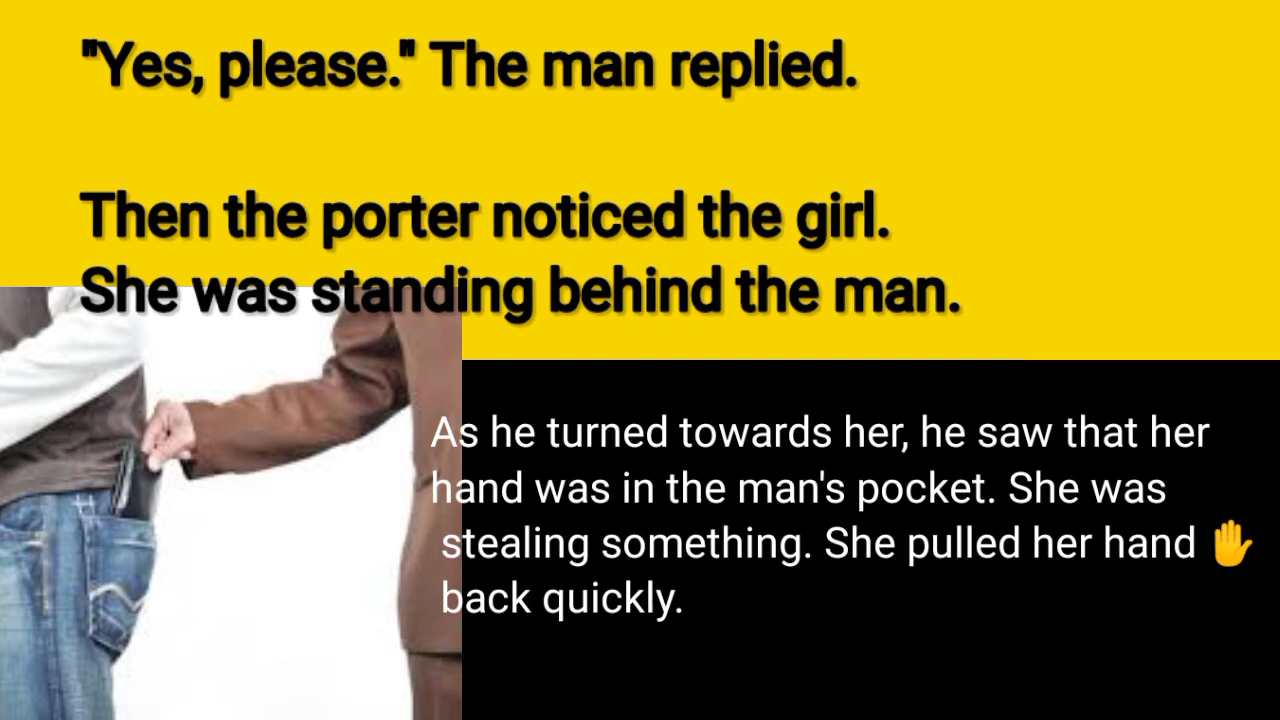 "Yes, please." The man replied.
Then the porter noticed the girl.
She was standing behind the man.
As he turned towards her, he saw that her
hand was in the man's pocket. She was
stealing something. She pulled her hand ✋
back quickly.